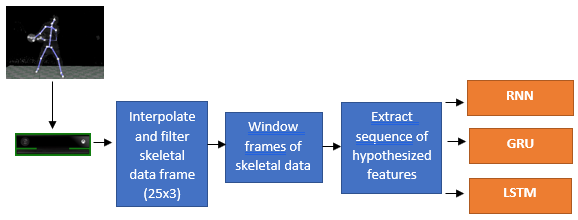 Interpolate
and filter
skeletal
data frame
(25x3)
Window
frames of
skeletal data
Extract
sequence of
hypothesized
features
RNN
GRU
LSTM